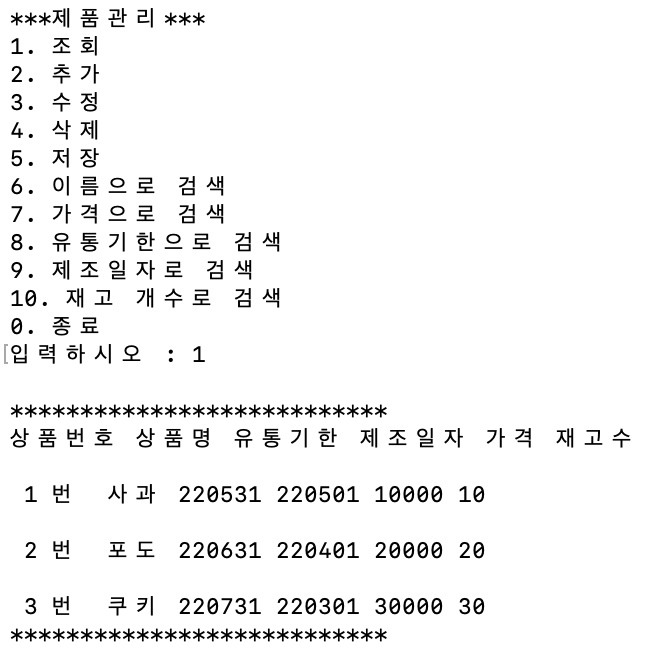 ***제품관리***
1. 조회
2. 추가
3. 수정
4. 삭제
5. 저장
6. 이름으로 검색
7. 가격으로 검색
8. 유통기한으로 검색
9. 제조일자로 검색
10. 재고 개수로 검색
0. 종료
입력하시오 : 1
***************************
상품번호 상품명 유통기한 제조일자 가격 재고수
1번 사과 220531 220501 10000 10
2번 포도 220631 220401 20000 20
3번 쿠키 220731 220301 30000 30
***************************